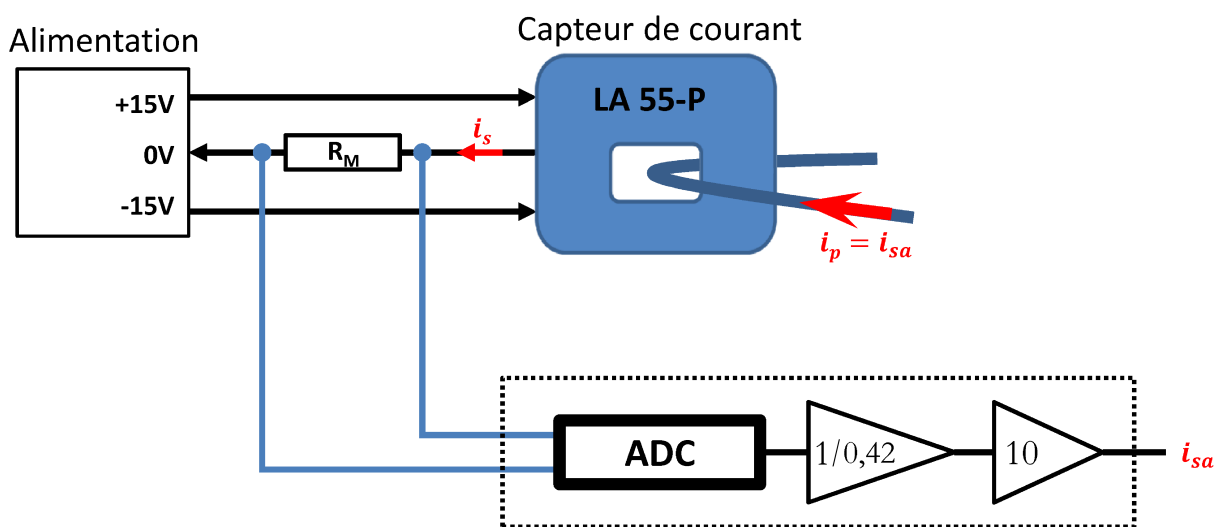 Alimentation
Capteur de courant
+15V
0V
-15V
R_M
i_s
LA 55-P
i_p = i_sa
ADC
1/0,42
10
i_sa